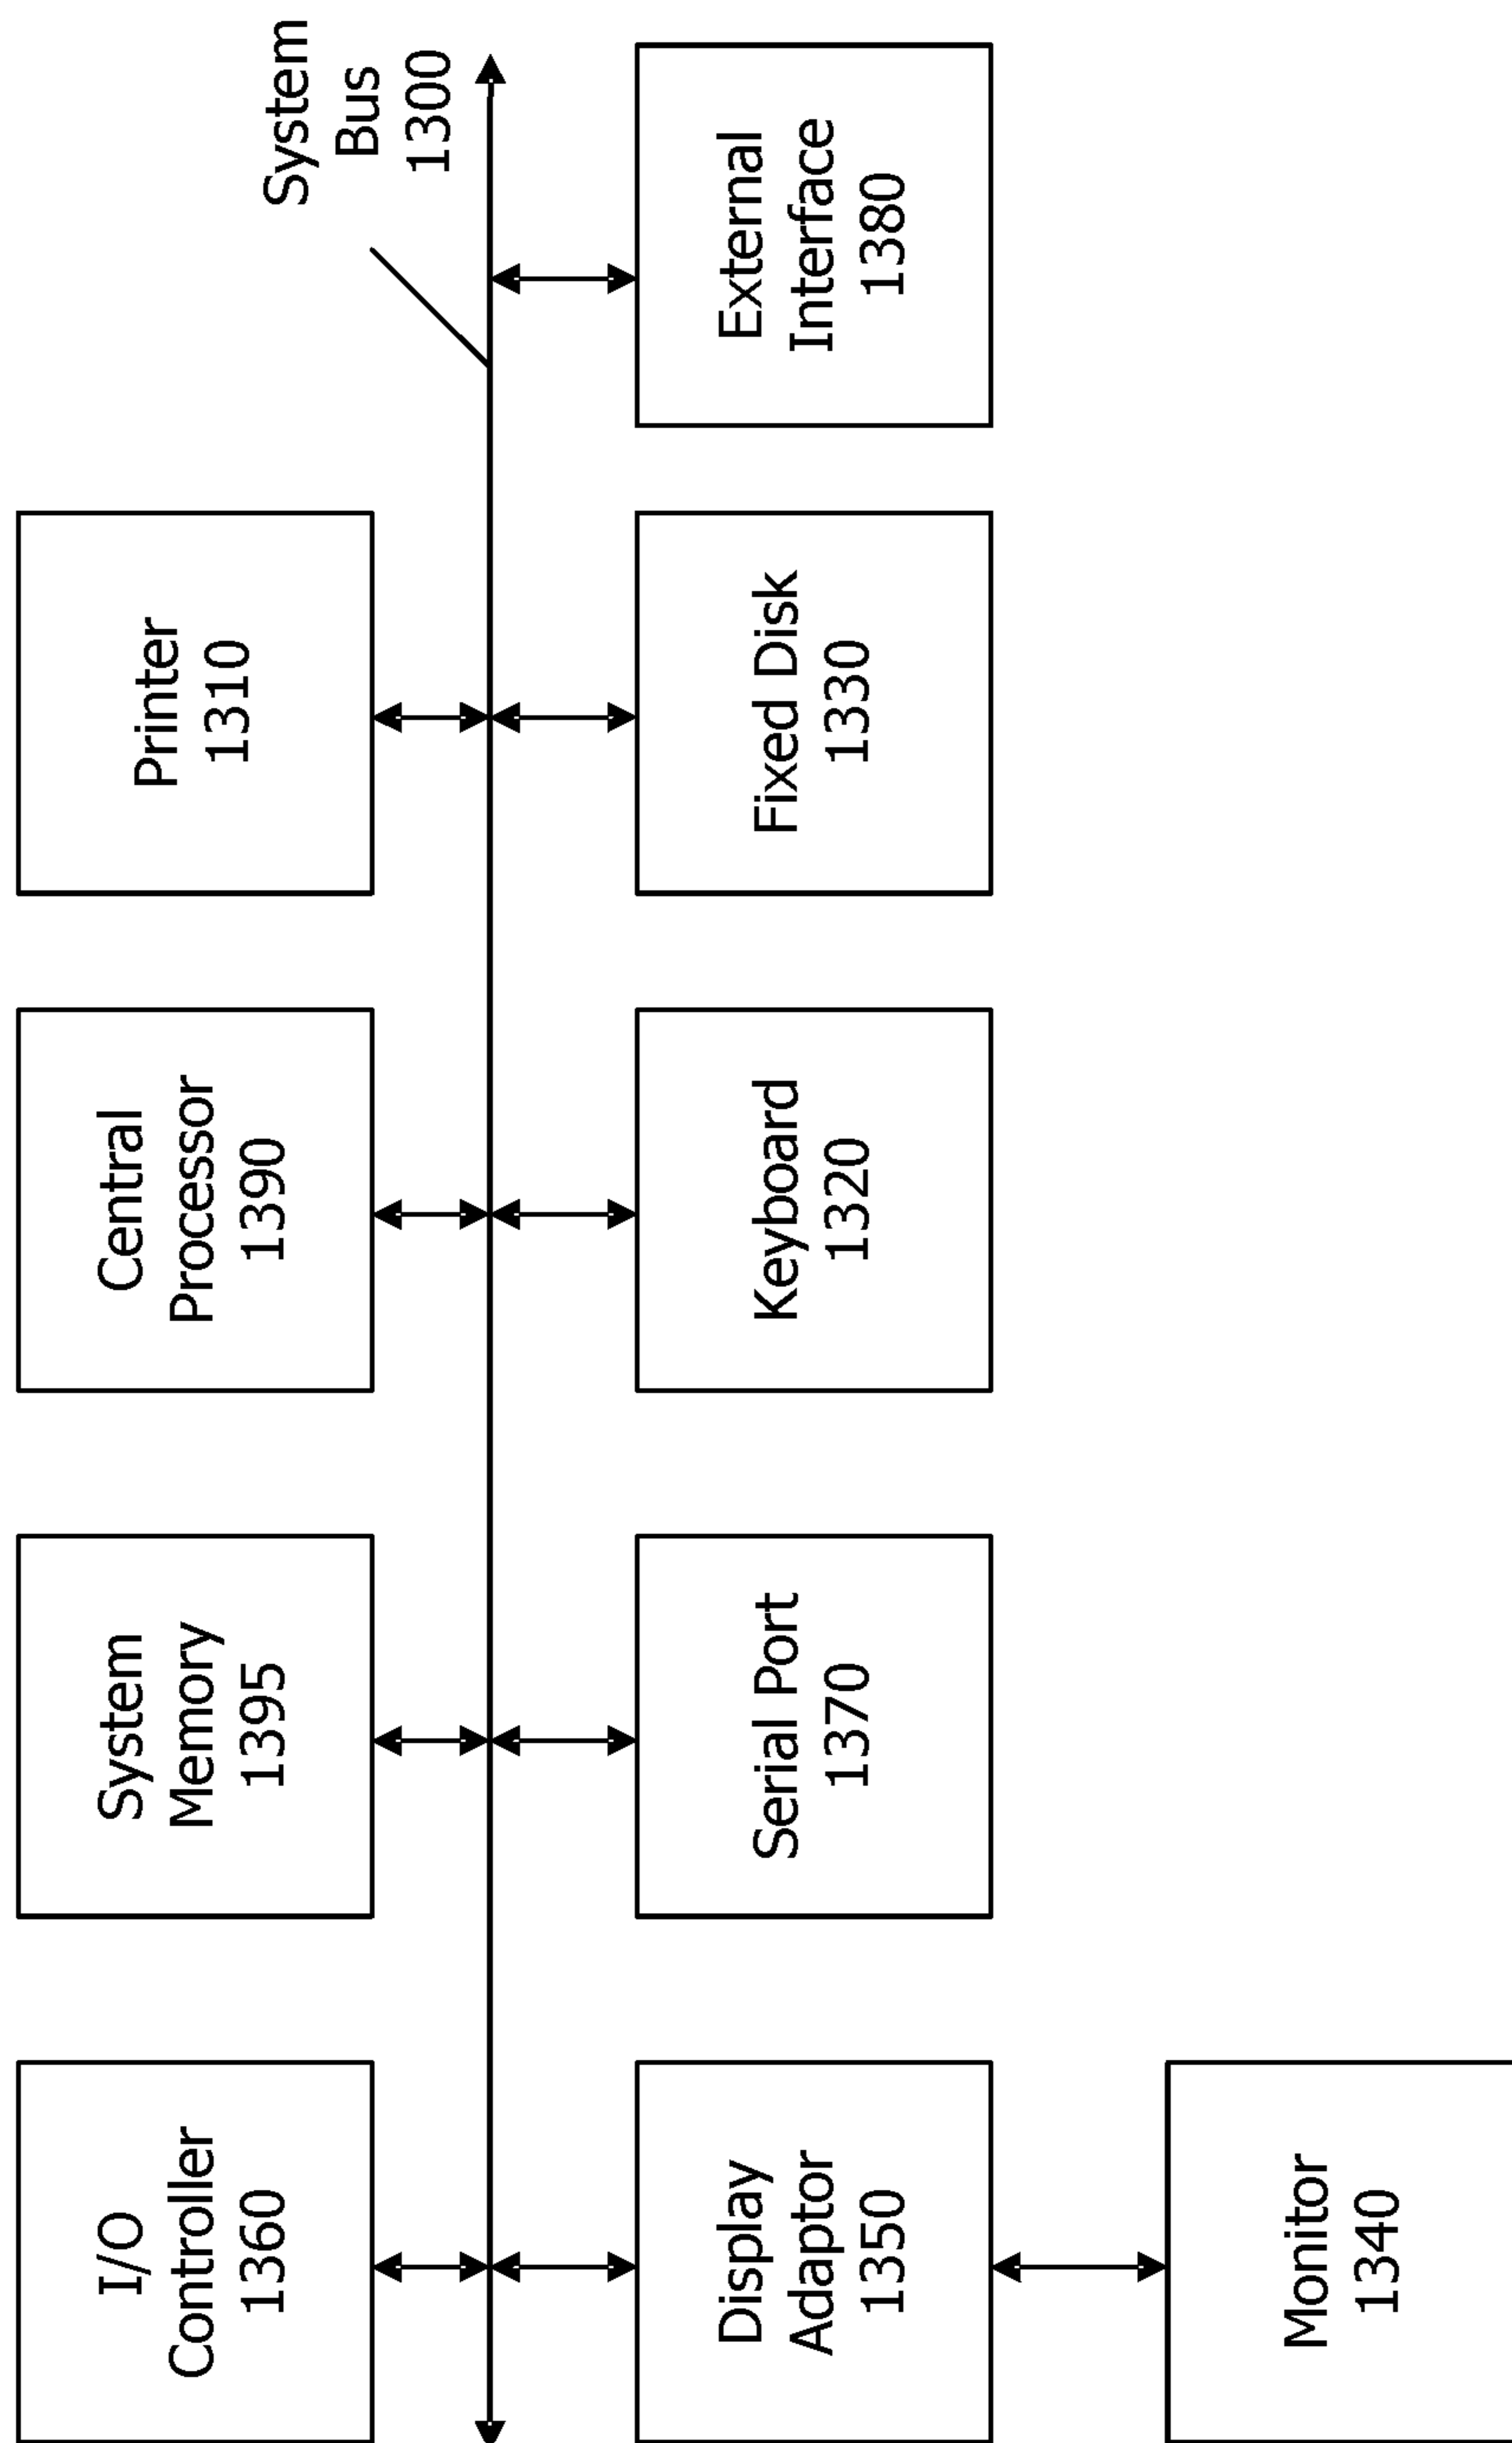 I/O
Controller
1360
System
Memory
1395
Central
Processor
1390
Printer
1310
System
Bus
1300
Display
Adaptor
1350
Serial Port
1370
Keyboard
1320
Fixed Disk
1330
External
Interface
1380
Monitor
1340